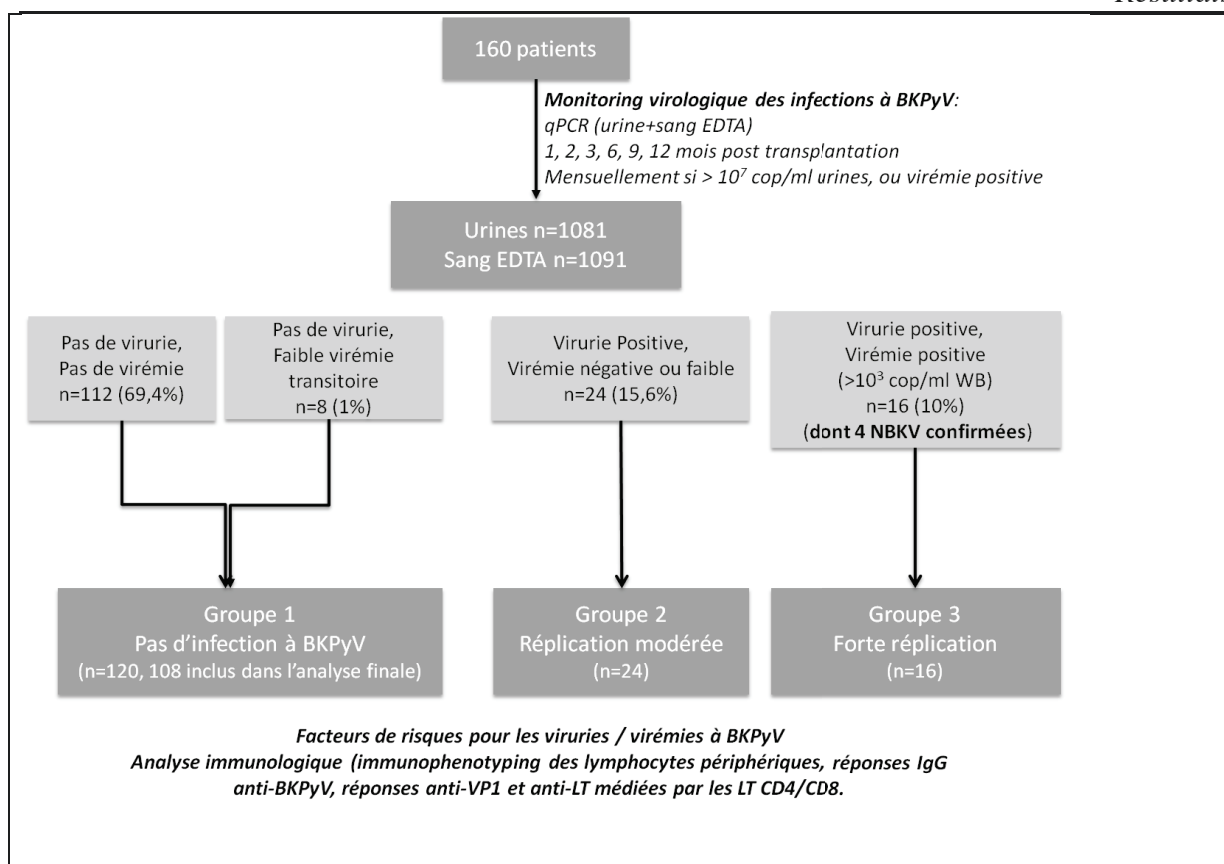 160 patients
Monitoring virologique des infections à BKPyV:
qPCR (urine+sang EDTA)
1, 2, 3, 6, 9, 12 mois post transplantation
Mensuellement si > 10⁷ cop/ml urines, ou virémie positive
Urines n=1081
Sang EDTA n=1091
Pas de virurie,
Pas de virémie
n=112 (69,4%)
Pas de virurie,
Faible virémie
transitoire
n=8 (1%)
Virurie Positive,
Virémie négative ou faible
n=24 (15,6%)
Virurie positive,
Virémie positive
(>10³ cop/ml WB)
n=16 (10%)
(dont 4 NBKV confirmées)
Groupe 1
Pas d’infection à BKPyV
(n=120, 108 inclus dans l’analyse finale)
Groupe 2
Réplication modérée
(n=24)
Groupe 3
Forte réplication
(n=16)
Facteurs de risques pour les viruries / virémies à BKPyV
Analyse immunologique (immunophenotyping des lymphocytes périphériques, réponses IgG
anti-BKPyV, réponses anti-VP1 et anti-LT médiées par les LT CD4/CD8.